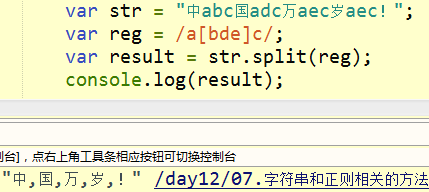 var str = "中abc国adc万aec岁aec!";
var reg = /a[bde]c/;
var result = str.split(reg);
console.log(result);
制台]，点右上角工具条相应按钮可切换控制台
"中,国,万,岁,!" /day12/07.字符串和正则相关的方法